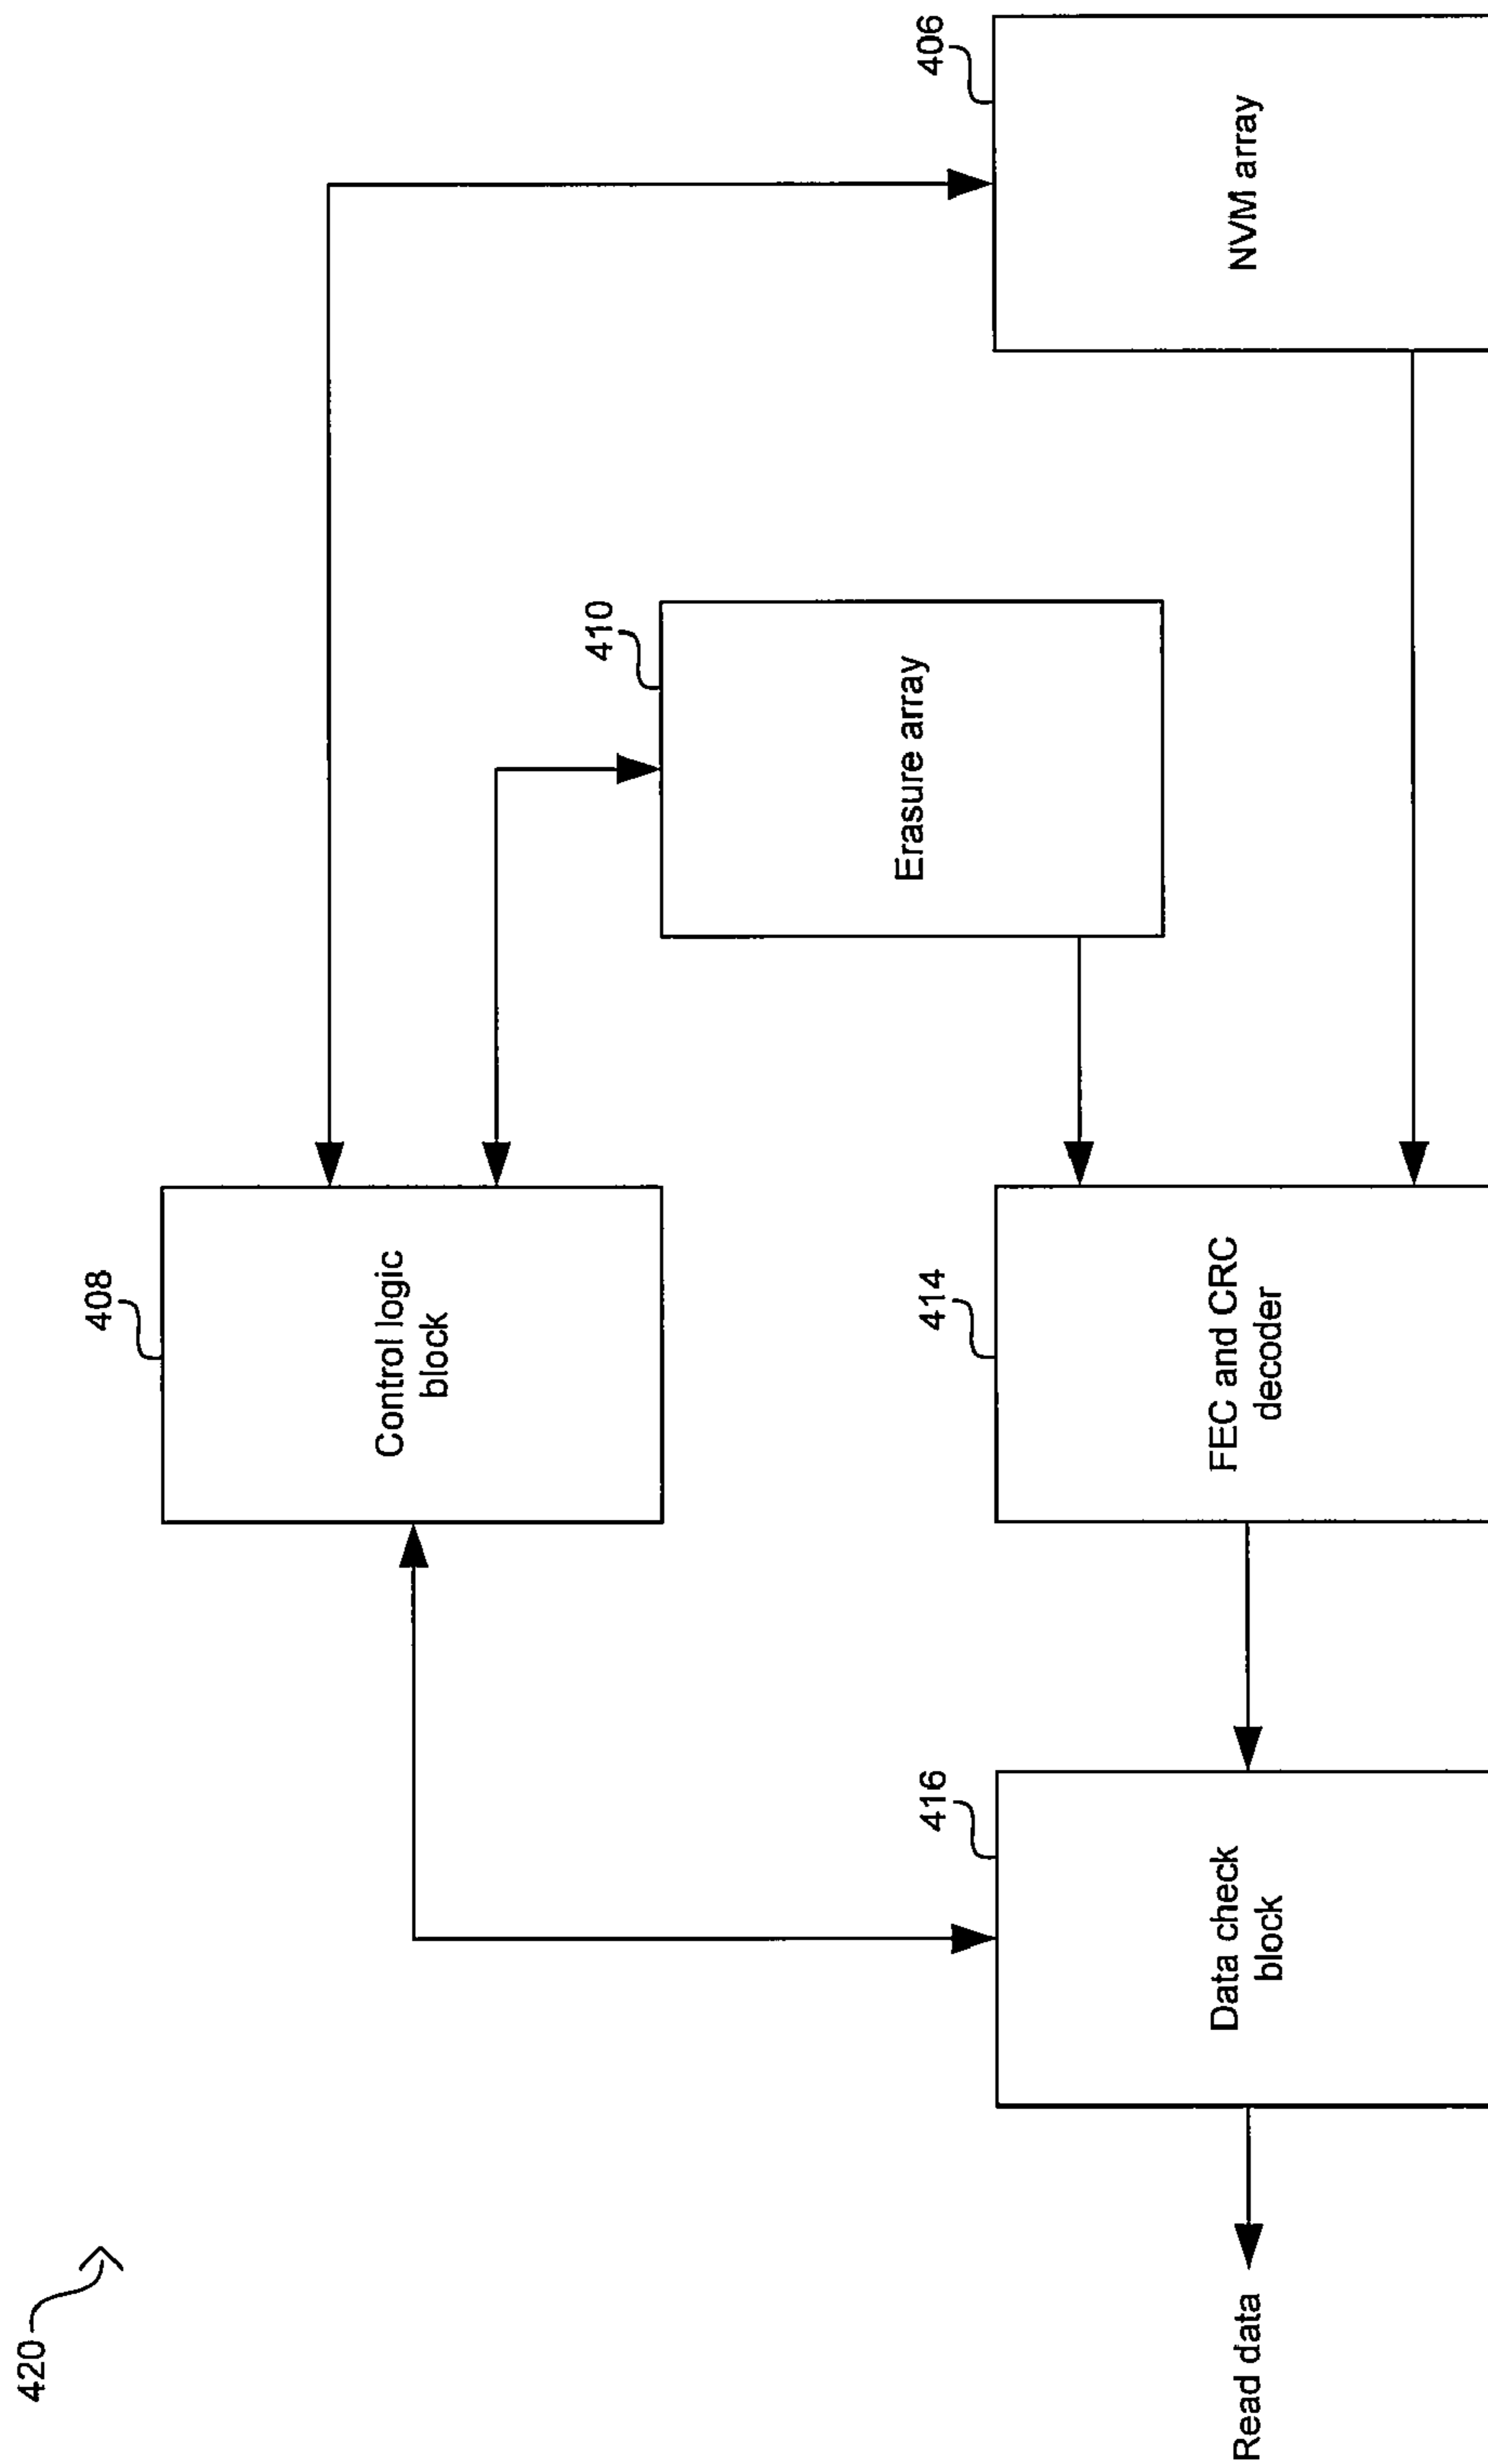 420
408
Control logic
block
410
Erasure array
406
NVM array
416
Data check
block
414
FEC and CRC
decoder
Read data